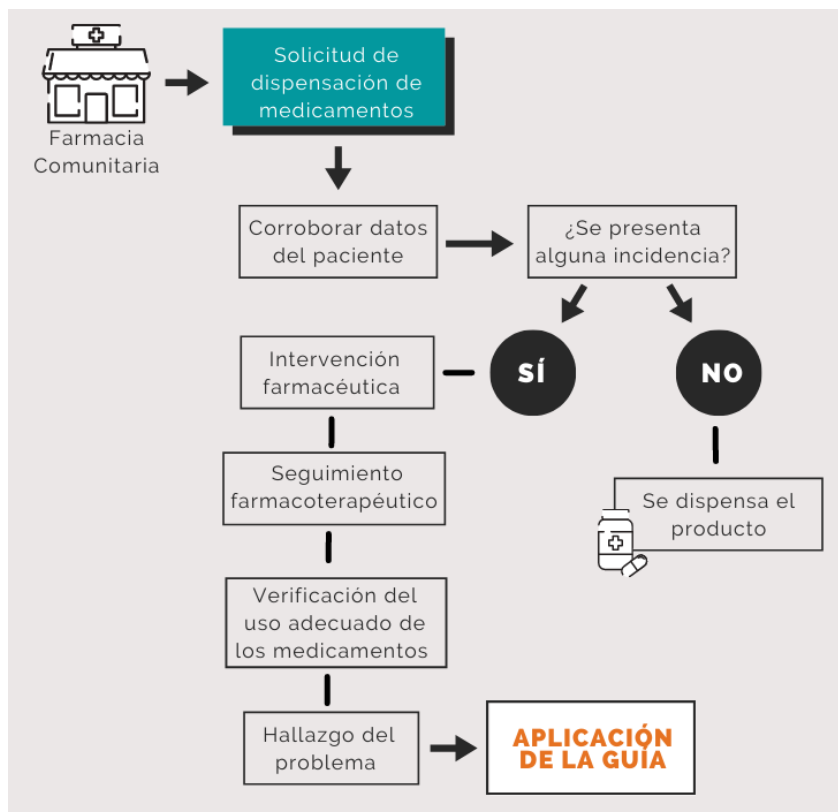 Farmacia
Comunitaria
Solicitud de
dispensación de
medicamentos
Corroborar datos
del paciente
¿Se presenta
alguna incidencia?
SÍ
NO
Intervención
farmacéutica
Seguimiento
farmacoterapéutico
Se dispensa el
producto
Verificación del
uso adecuado de
los medicamentos
Hallazgo del
problema
APLICACIÓN
DE LA GUÍA